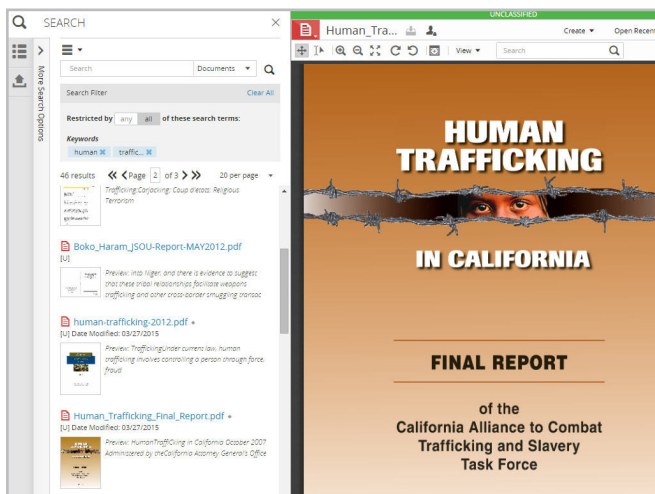 SEARCH
More Search Options
Search Documents
Search Filter Clear All
Restricted by any all of these search terms:
Keywords
human traffic...
46 results Page 2 of 3 20 per page
Trafficking;Carjacking; Coup d'etats; Religious
Terrorism
Boko_Haram_JSOU-Report-MAY2012.pdf
[U]
Preview: into Niger, and there is evidence to suggest
that these tribal relationships facilitate weapons
trafficking and other cross-border smuggling transac
human-trafficking-2012.pdf
[U] Date Modified: 03/27/2015
Preview: TraffickingUnder current law, human
trafficking involves controlling a person through force,
fraud
Human_Trafficking_Final_Report.pdf
[U] Date Modified: 03/27/2015
Preview: HumanTraffiCking in California October 2007
Administered by theCalifornia Attorney General's Office
UNCLASSIFIED
Human_Tra... Create Open Recent
View Search
HUMAN
TRAFFICKING
IN CALIFORNIA
FINAL REPORT
of the
California Alliance to Combat
Trafficking and Slavery
Task Force